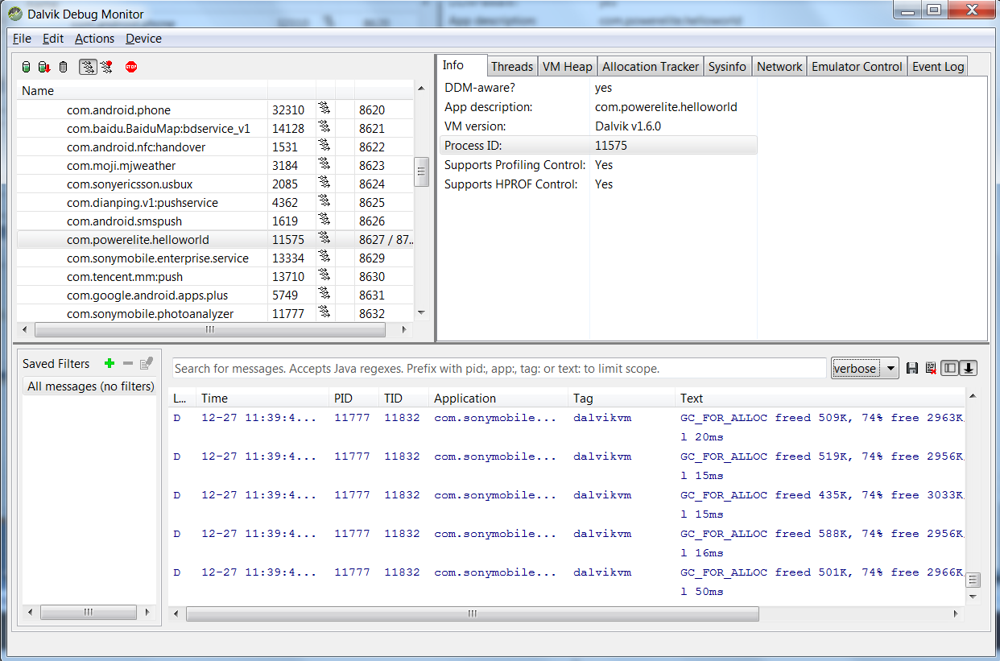 Dalvik Debug Monitor
File Edit Actions Device
STOP
Name
com.android.phone 32310 8620
com.baidu.BaiduMap:bdservice_v1 14128 8621
com.android.nfc:handover 1531 8622
com.moji.mjweather 3184 8623
com.sonyericsson.usbux 2085 8624
com.dianping.v1:pushservice 4362 8625
com.android.smspush 1619 8626
com.powerelite.helloworld 11575 8627 / 87..
com.sonymobile.enterprise.service 13334 8629
com.tencent.mm:push 13710 8630
com.google.android.apps.plus 5749 8631
com.sonymobile.photoanalyzer 11777 8632
Info Threads VM Heap Allocation Tracker Sysinfo Network Emulator Control Event Log
DDM-aware? yes
App description: com.powerelite.helloworld
VM version: Dalvik v1.6.0
Process ID: 11575
Supports Profiling Control: Yes
Supports HPROF Control: Yes
Saved Filters
All messages (no filters)
Search for messages. Accepts Java regexes. Prefix with pid:, app:, tag: or text: to limit scope.
verbose
L... Time PID TID Application Tag Text
D 12-27 11:39:4... 11777 11832 com.sonymobile... dalvikvm GC_FOR_ALLOC freed 509K, 74% free 2963K
l 20ms
D 12-27 11:39:4... 11777 11832 com.sonymobile... dalvikvm GC_FOR_ALLOC freed 519K, 74% free 2956K
l 15ms
D 12-27 11:39:4... 11777 11832 com.sonymobile... dalvikvm GC_FOR_ALLOC freed 435K, 74% free 3033K
l 15ms
D 12-27 11:39:4... 11777 11832 com.sonymobile... dalvikvm GC_FOR_ALLOC freed 588K, 74% free 2956K
l 16ms
D 12-27 11:39:4... 11777 11832 com.sonymobile... dalvikvm GC_FOR_ALLOC freed 501K, 74% free 2966K
l 50ms